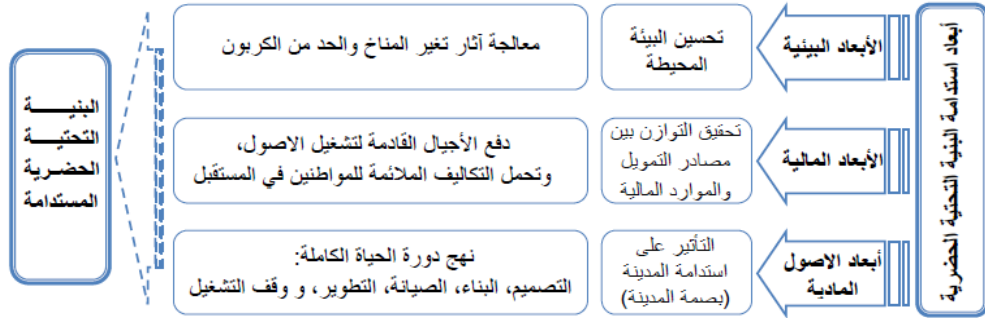 أبعاد استدامة البنية التحتية الحضرية
الأبعاد البيئية
تحسين البيئة
المحيطة
معالجة آثار تغير المناخ والحد من الكربون
الأبعاد المالية
تحقيق التوازن بين
مصادر التمويل
والموارد المالية
دفع الأجيال القادمة لتشغيل الاصول،
وتحمل التكاليف الملائمة للمواطنين في المستقبل
أبعاد الاصول
المادية
التأثير على
استدامة المدينة
(بصمة المدينة)
نهج دورة الحياة الكاملة:
التصميم، البناء، الصيانة، التطوير، و وقف التشغيل
البنيـــــة
التحتيـة
الحضرية
المستدامة